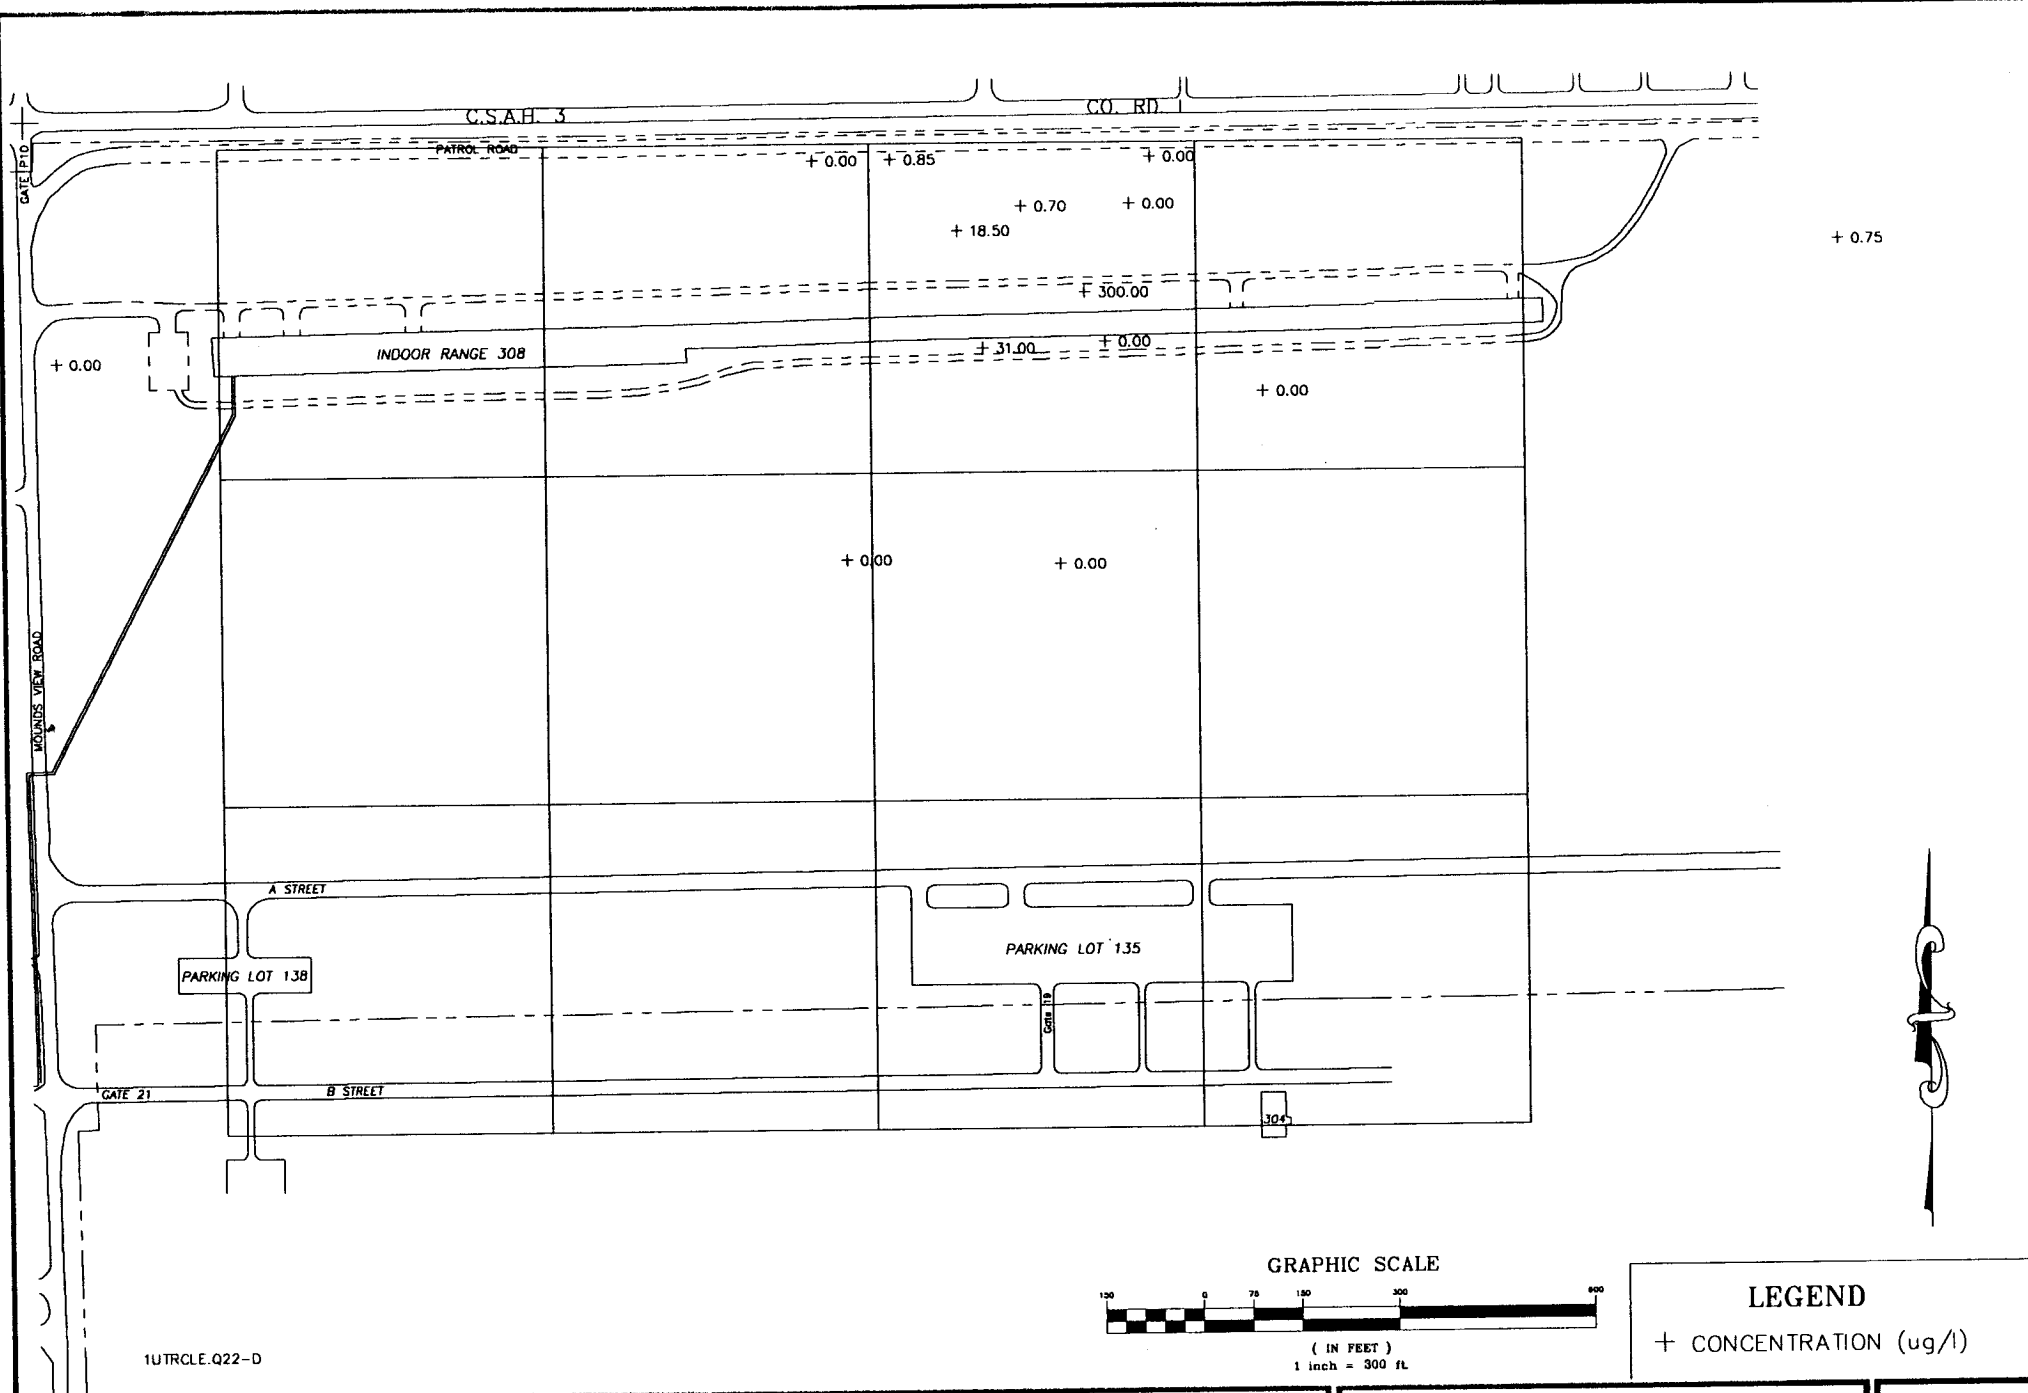 C.S.A.H. 3
CO. RD. I
GATE P10
PATROL ROAD
+ 0.00
+ 0.85
+ 0.00
+ 0.70
+ 0.00
+ 18.50
+ 0.75
+ 300.00
INDOOR RANGE 308
+ 31.00
+ 0.00
+ 0.00
+ 0.00
+ 0.00
+ 0.00
MOUNDS VIEW ROAD
A STREET
PARKING LOT 135
PARKING LOT 138
Gate 19
GATE 21
B STREET
304
GRAPHIC SCALE
150 0 75 150 300 600
( IN FEET )
1 inch = 300 ft.
LEGEND
+ CONCENTRATION (ug/l)
1UTRCLE.Q22-D